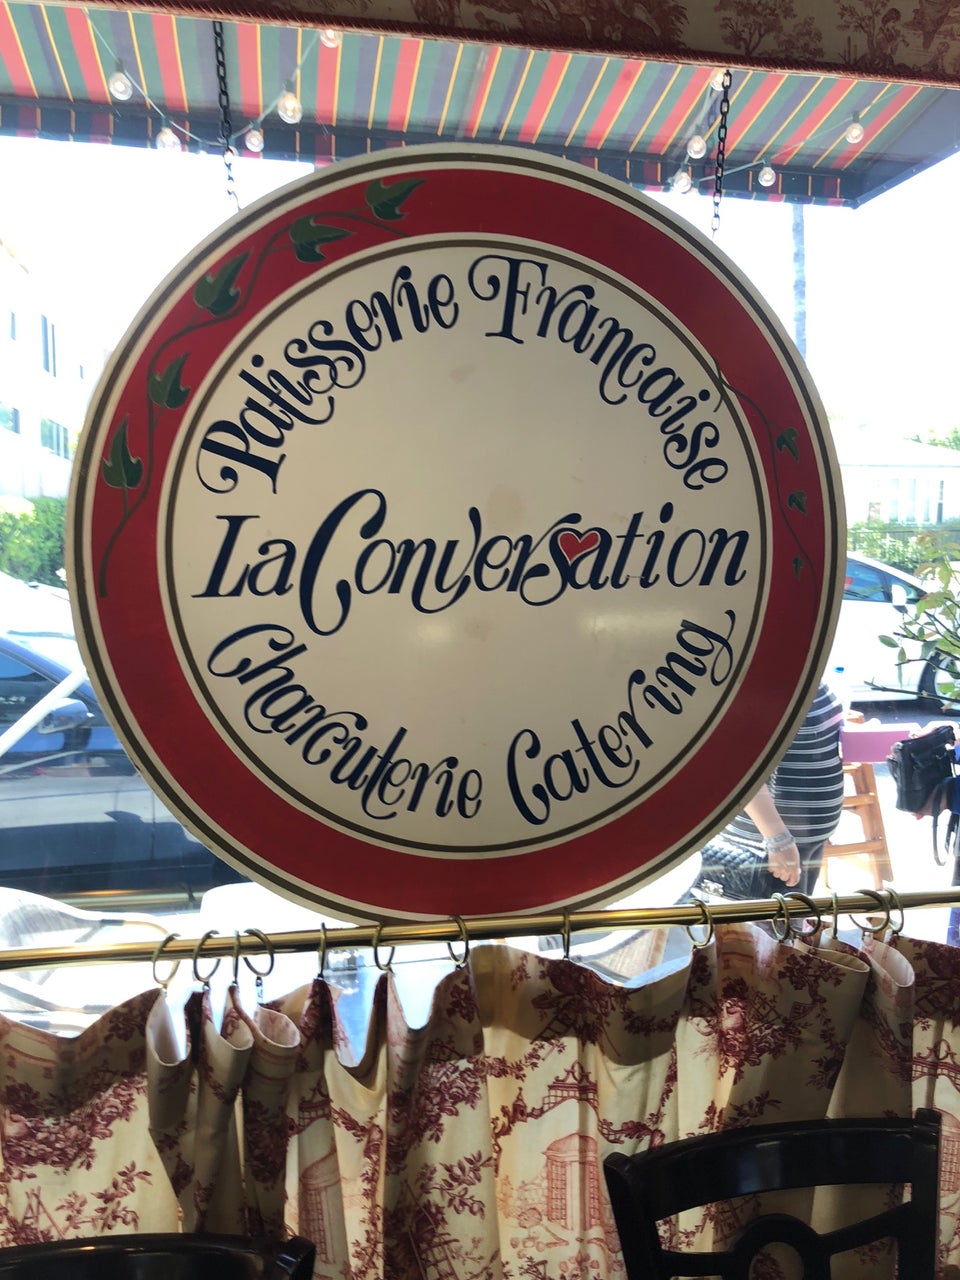 Patisserie Francaise
La Conversation
Charcuterie Catering